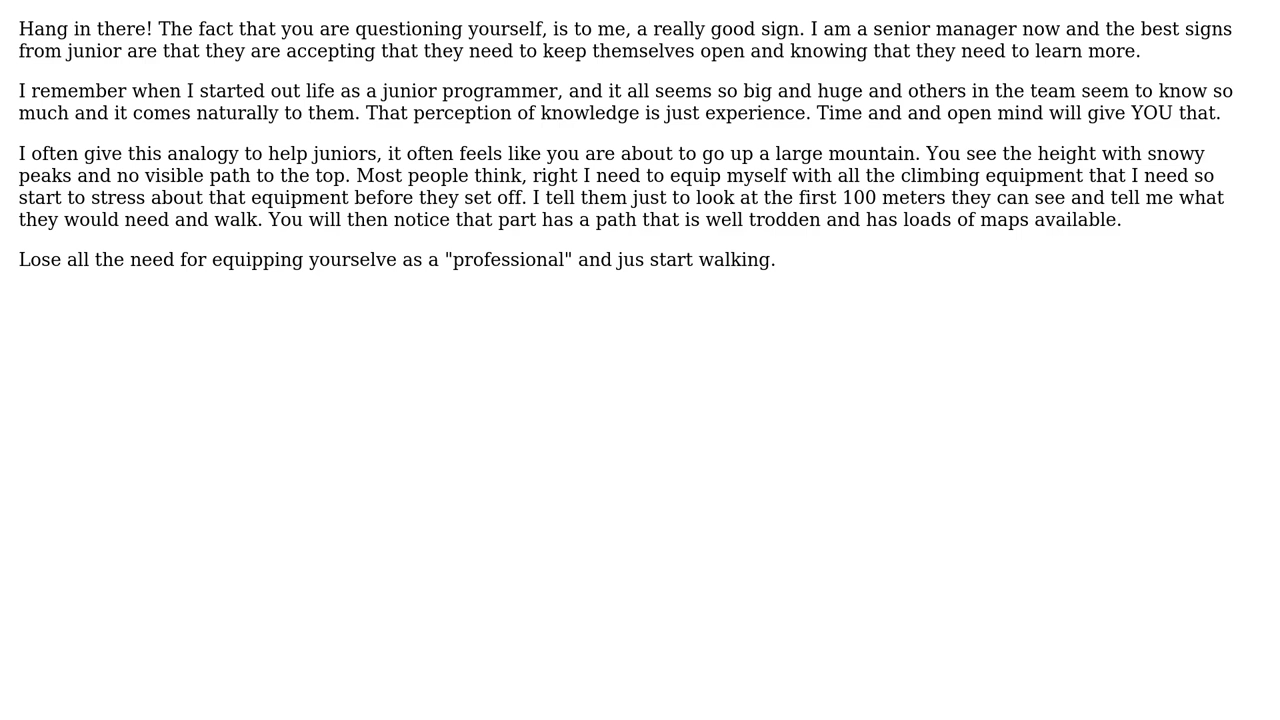 Hang in there! The fact that you are questioning yourself, is to me, a really good sign. I am a senior manager now and the best signs
from junior are that they are accepting that they need to keep themselves open and knowing that they need to learn more.
I remember when I started out life as a junior programmer, and it all seems so big and huge and others in the team seem to know so
much and it comes naturally to them. That perception of knowledge is just experience. Time and and open mind will give YOU that.
I often give this analogy to help juniors, it often feels like you are about to go up a large mountain. You see the height with snowy
peaks and no visible path to the top. Most people think, right I need to equip myself with all the climbing equipment that I need so
start to stress about that equipment before they set off. I tell them just to look at the first 100 meters they can see and tell me what
they would need and walk. You will then notice that part has a path that is well trodden and has loads of maps available.
Lose all the need for equipping yourselve as a "professional" and jus start walking.